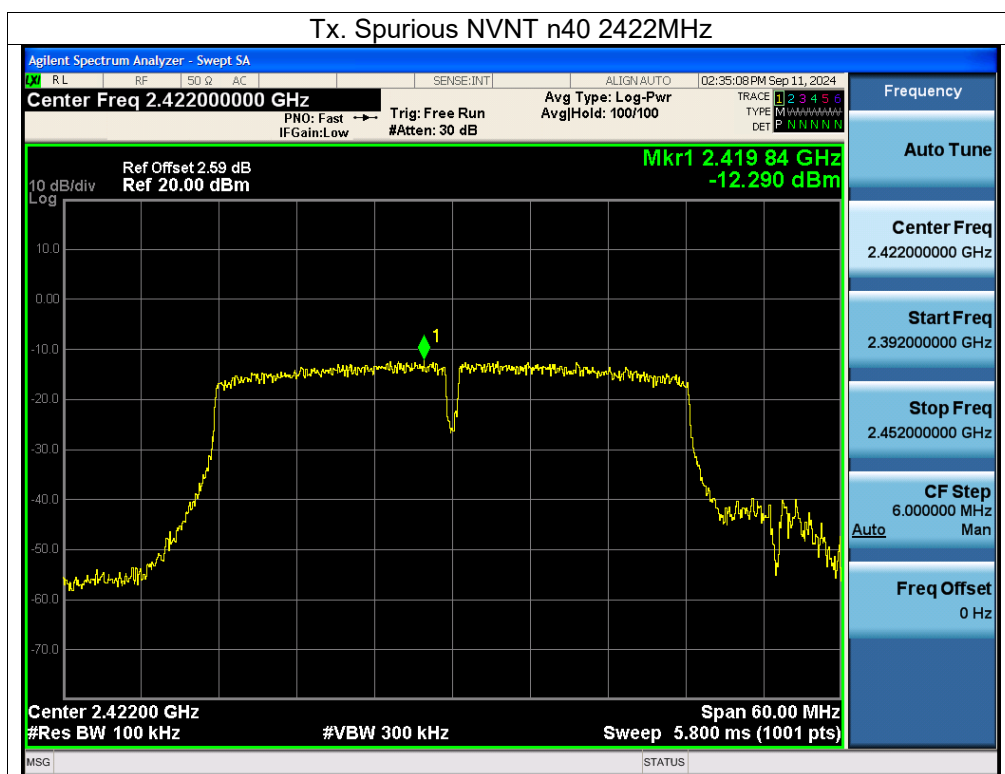 Tx. Spurious NVNT n40 2422MHz
Agilent Spectrum Analyzer - Swept SA
LXI RL RF 50 Ω AC SENSE:INT ALIGN AUTO 02:35:08 PM Sep 11, 2024
Center Freq 2.422000000 GHz
PNO: Fast
IFGain:Low
Trig: Free Run
#Atten: 30 dB
Avg Type: Log-Pwr
Avg|Hold: 100/100
TRACE 1 2 3 4 5 6
TYPE M W W W W W
DET P N N N N N
Ref Offset 2.59 dB
Ref 20.00 dBm
10 dB/div
Log
Mkr1 2.419 84 GHz
-12.290 dBm
1
10.0
0.00
-10.0
-20.0
-30.0
-40.0
-50.0
-60.0
-70.0
Center 2.42200 GHz
Span 60.00 MHz
#Res BW 100 kHz
#VBW 300 kHz
Sweep 5.800 ms (1001 pts)
MSG
STATUS
Frequency
Auto Tune
Center Freq
2.422000000 GHz
Start Freq
2.392000000 GHz
Stop Freq
2.452000000 GHz
CF Step
6.000000 MHz
Auto Man
Freq Offset
0 Hz